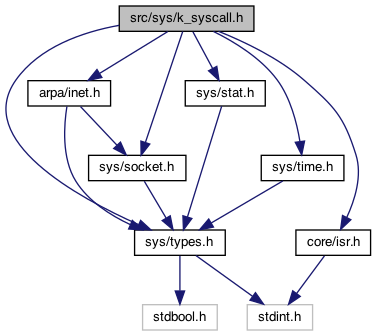 src/sys/k_syscall.h
arpa/inet.h
sys/stat.h
sys/socket.h
sys/time.h
sys/types.h
core/isr.h
stdbool.h
stdint.h